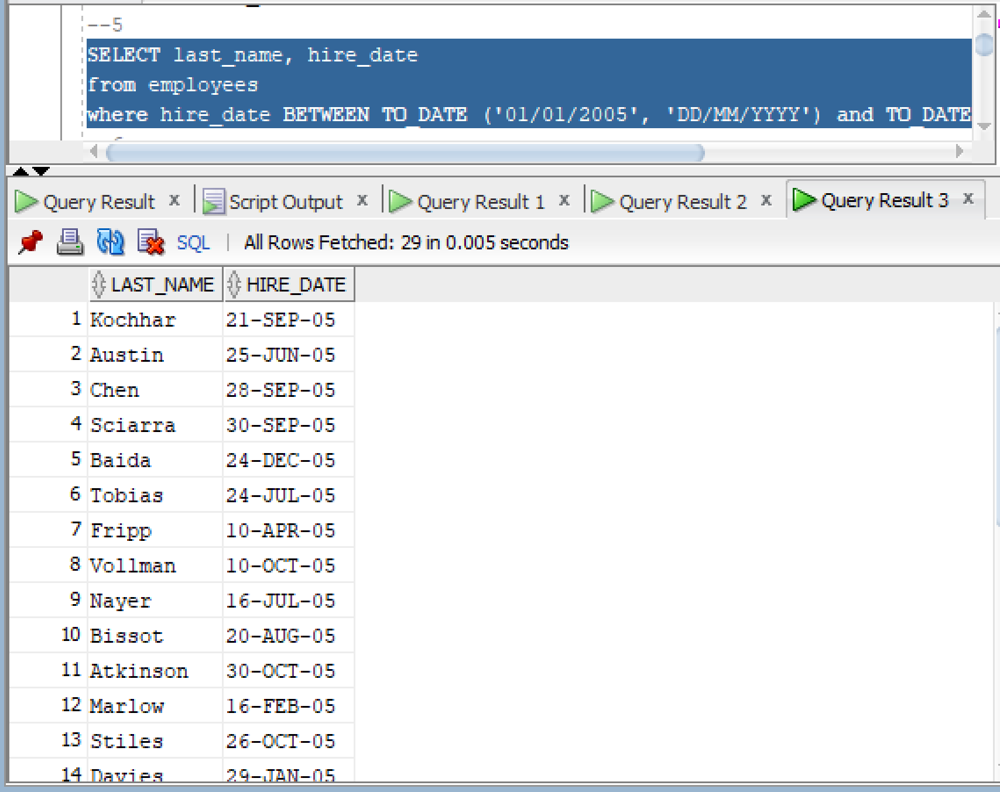 --5
SELECT last_name, hire_date
from employees
where hire_date BETWEEN TO_DATE ('01/01/2005', 'DD/MM/YYYY') and TO_DATE
Query Result x Script Output x Query Result 1 x Query Result 2 x Query Result 3 x
SQL | All Rows Fetched: 29 in 0.005 seconds
LAST_NAME HIRE_DATE
1 Kochhar 21-SEP-05
2 Austin 25-JUN-05
3 Chen 28-SEP-05
4 Sciarra 30-SEP-05
5 Baida 24-DEC-05
6 Tobias 24-JUL-05
7 Fripp 10-APR-05
8 Vollman 10-OCT-05
9 Nayer 16-JUL-05
10 Bissot 20-AUG-05
11 Atkinson 30-OCT-05
12 Marlow 16-FEB-05
13 Stiles 26-OCT-05
14 Davies 29-JAN-05